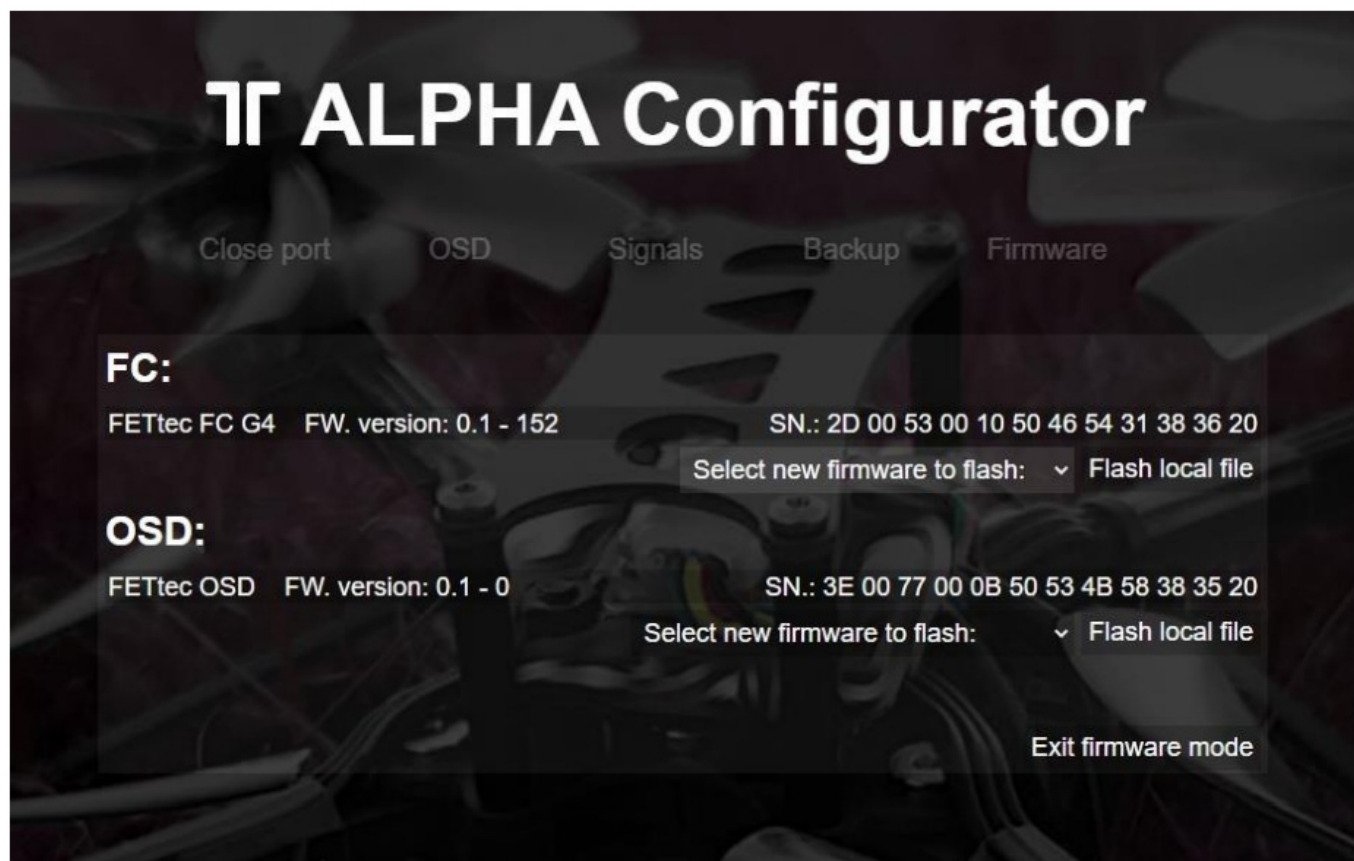 ALPHA Configurator
Close port OSD Signals Backup Firmware
FC:
FETtec FC G4 FW. version: 0.1 - 152 SN.: 2D 00 53 00 10 50 46 54 31 38 36 20
Select new firmware to flash: Flash local file
OSD:
FETtec OSD FW. version: 0.1 - 0 SN.: 3E 00 77 00 0B 50 53 4B 58 38 35 20
Select new firmware to flash: Flash local file
Exit firmware mode